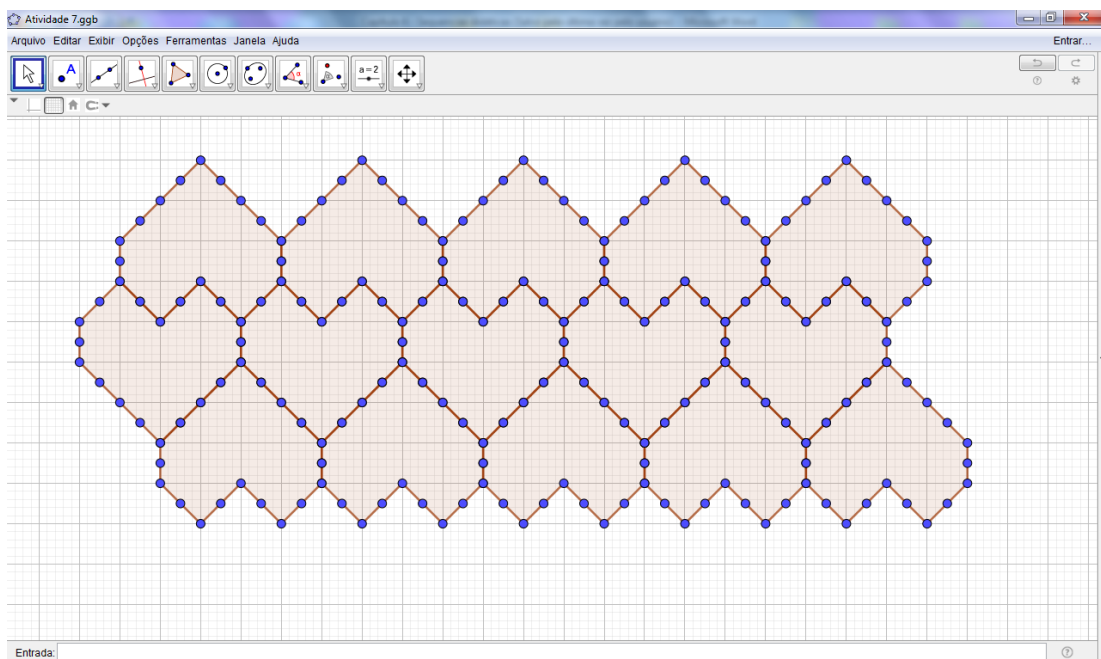 Atividade 7.ggb
Arquivo Editar Exibir Opções Ferramentas Janela Ajuda Entrar...
A α a = 2
Entrada: